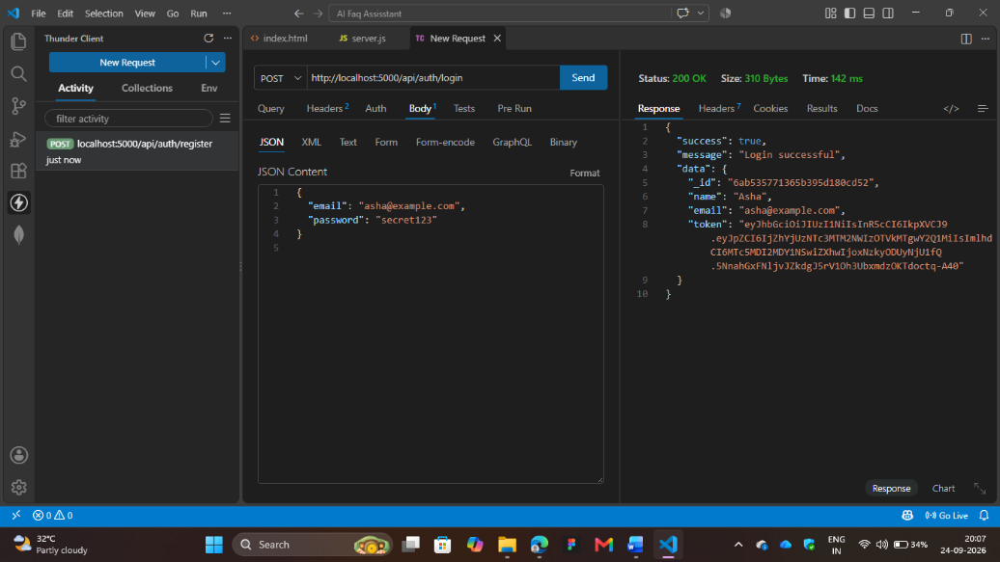 File Edit Selection View Go Run ··· AI Faq Assisstant
Thunder Client
New Request
Activity Collections Env
filter activity
POST localhost:5000/api/auth/register
just now
index.html JS server.js TC New Request
POST http://localhost:5000/api/auth/login Send
Query Headers 2 Auth Body 1 Tests Pre Run
JSON XML Text Form Form-encode GraphQL Binary
JSON Content Format
1 {
2 "email": "asha@example.com",
3 "password": "secret123"
4 }
5
Status: 200 OK Size: 310 Bytes Time: 142 ms
Response Headers 7 Cookies Results Docs
1 {
2 "success": true,
3 "message": "Login successful",
4 "data": {
5 "_id": "6ab535771365b395d180cd52",
6 "name": "Asha",
7 "email": "asha@example.com",
8 "token": "eyJhbGciOiJIUzI1NiIsInR5cCI6IkpXVCJ9
.eyJpZCI6IjZhYjUzNTc3MTM2NWIzOTVkMTgwY2Q1MiIsImlhd
CI6MTc5MDI2MDY1NSwiZXhwIjoxNzkyODUyNjU1fQ
.5NnahGxFNljvJZkdgJ5rV1Oh3UbxmdzOKTdoctq-A40"
9 }
10 }
Response Chart
0 0 Go Live
32°C
Partly cloudy
Search
ENG
IN
34%
20:07
24-09-2026